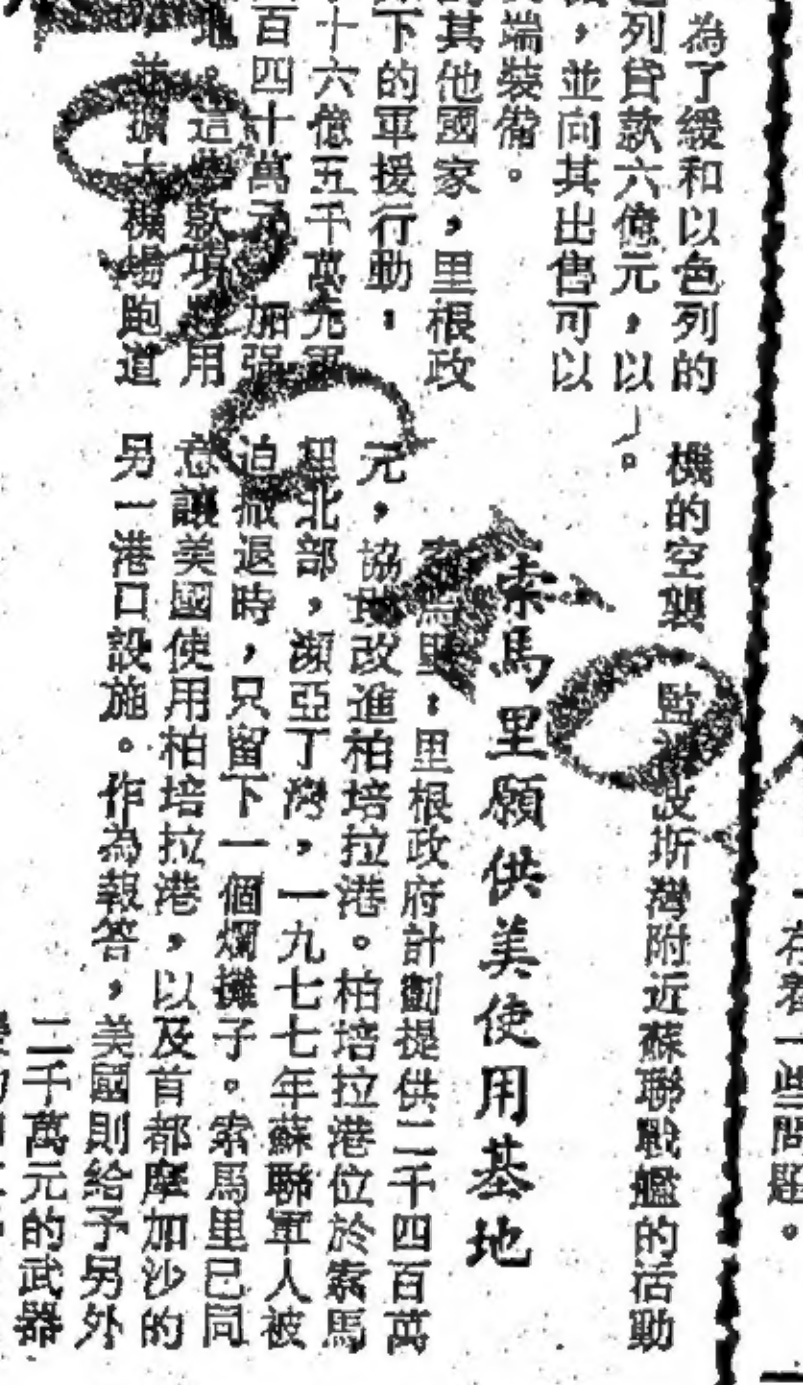 存着一些問題。
為了緩和以色列的
色列貸款六億元，以
，並向其出售可以
端裝備。
其他國家，里根政
下的軍援行動，
十六億五千萬元軍
百四十萬元 加强
地。這些款項 用
並擴大機場跑道
機的空襲 監 波斯灣附近蘇聯戰艦的活動
」。
索馬里願供美使用基地
索馬里：里根政府計劃提供二千四百萬
元，協助改進柏培拉港。柏培拉港位於索馬
里北部，瀕亞丁灣，一九七七年蘇聯軍人被
迫撤退時，只留下一個爛攤子。索馬里已同
意讓美國使用柏培拉港，以及首都摩加沙的
另一港口設施。作為報答，美國則給予另外
二千萬元的武器